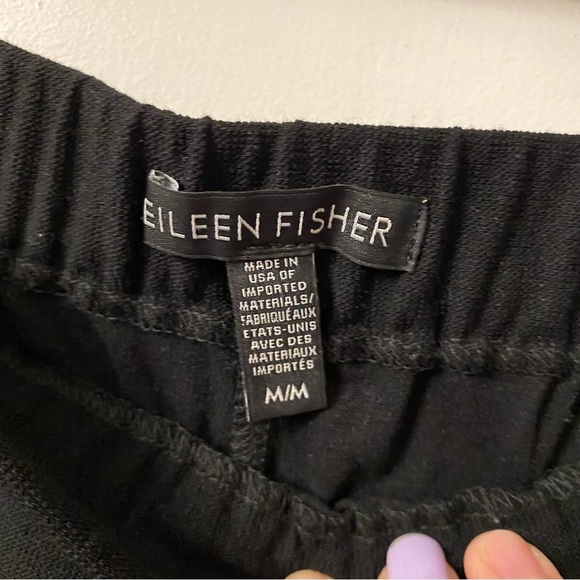 EILEEN FISHER
MADE IN
USA OF
IMPORTED
MATERIALS/
FABRIQUÉ AUX
ETATS-UNIS
AVEC DES
MATERIAUX
IMPORTÉS
M/M